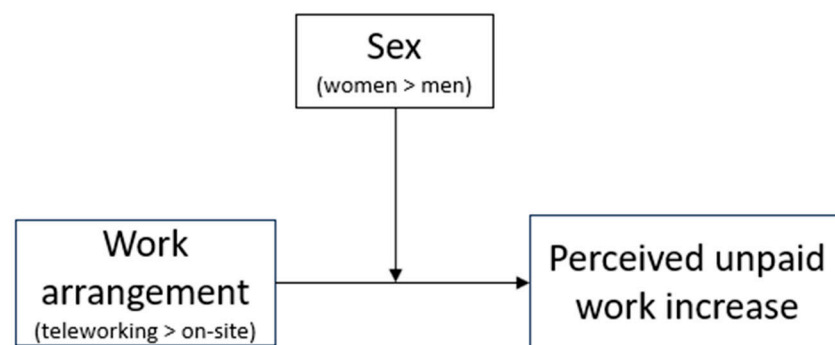 Sex
(women > men)
Work
arrangement
(teleworking > on-site)
Perceived unpaid
work increase